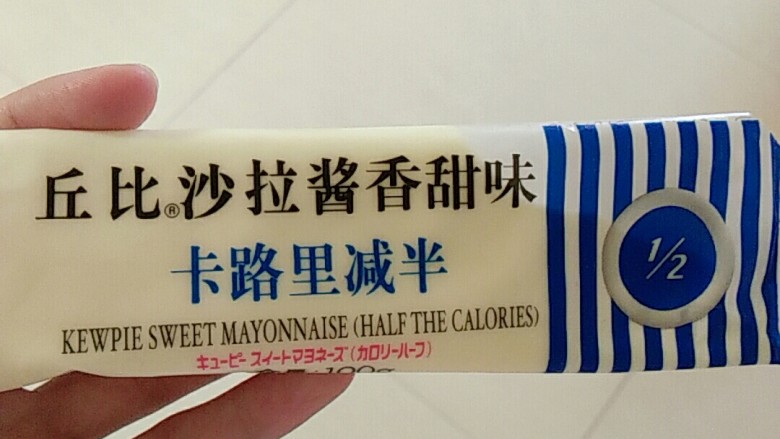 丘比®沙拉酱香甜味
卡路里减半
KEWPIE SWEET MAYONNAISE (HALF THE CALORIES)
キューピー スイートマヨネーズ(カロリーハーフ)
1/2